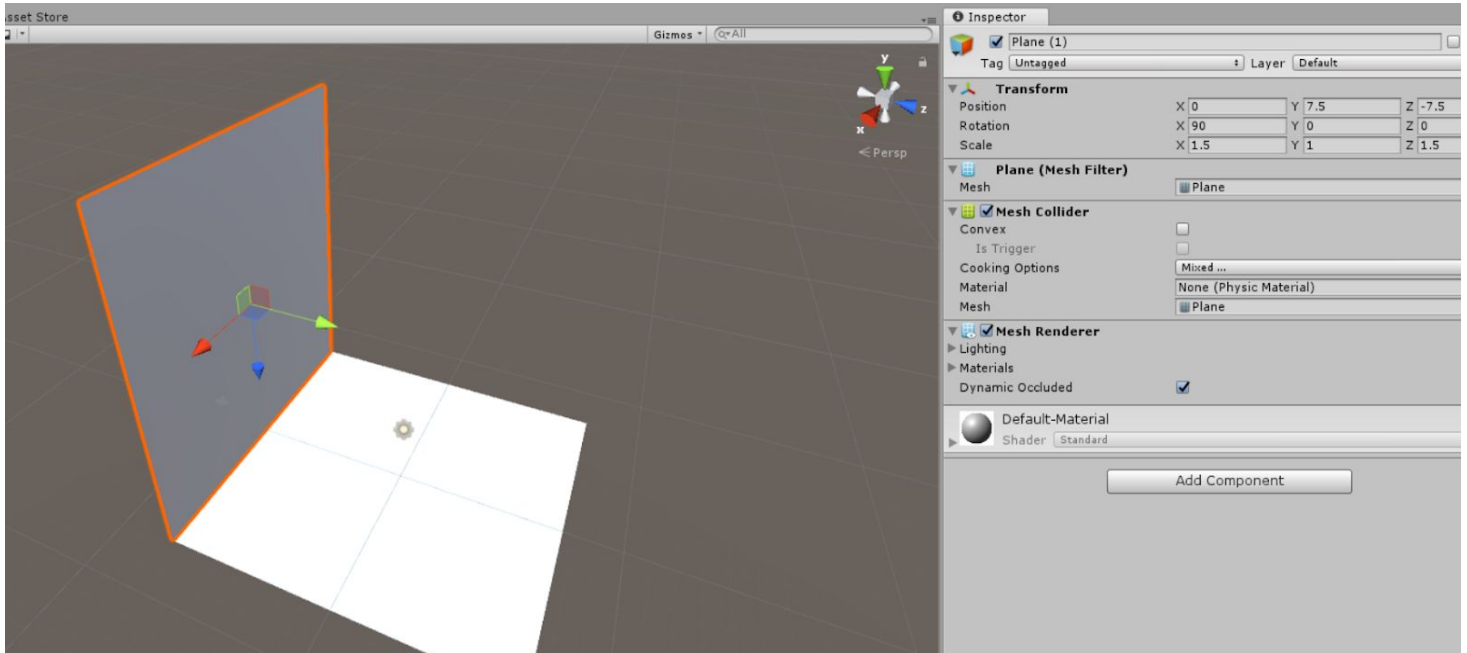 Asset Store
Gizmos All
y
z
x
Persp
Inspector
Plane (1)
Tag Untagged Layer Default
Transform
Position X 0 Y 7.5 Z -7.5
Rotation X 90 Y 0 Z 0
Scale X 1.5 Y 1 Z 1.5
Plane (Mesh Filter)
Mesh Plane
Mesh Collider
Convex
Is Trigger
Cooking Options Mixed ...
Material None (Physic Material)
Mesh Plane
Mesh Renderer
Lighting
Materials
Dynamic Occluded
Default-Material
Shader Standard
Add Component